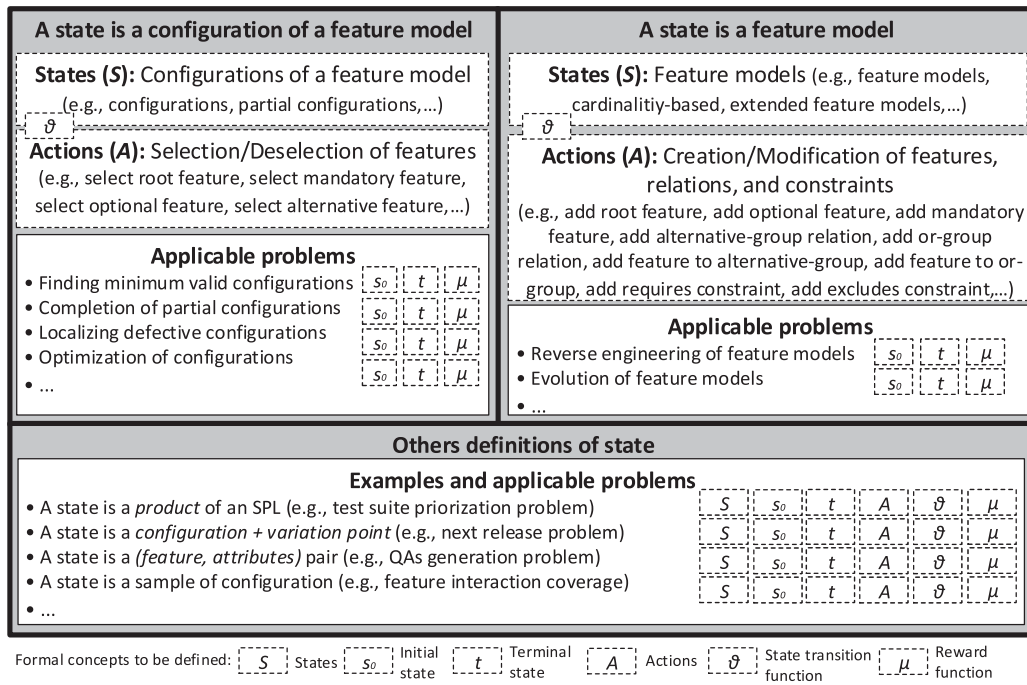 A state is a configuration of a feature model
States (S): Configurations of a feature model
(e.g., configurations, partial configurations,...)
ϑ
Actions (A): Selection/Deselection of features
(e.g., select root feature, select mandatory feature,
select optional feature, select alternative feature,...)
Applicable problems
• Finding minimum valid configurations s₀ t μ
• Completion of partial configurations s₀ t μ
• Localizing defective configurations s₀ t μ
• Optimization of configurations s₀ t μ
• ...
A state is a feature model
States (S): Feature models (e.g., feature models,
cardinalitiy-based, extended feature models,...)
ϑ
Actions (A): Creation/Modification of features,
relations, and constraints
(e.g., add root feature, add optional feature, add mandatory
feature, add alternative-group relation, add or-group
relation, add feature to alternative-group, add feature to or-
group, add requires constraint, add excludes constraint,...)
Applicable problems
• Reverse engineering of feature models s₀ t μ
• Evolution of feature models s₀ t μ
• ...
Others definitions of state
Examples and applicable problems
• A state is a product of an SPL (e.g., test suite priorization problem) S s₀ t A ϑ μ
• A state is a configuration + variation point (e.g., next release problem) S s₀ t A ϑ μ
• A state is a (feature, attributes) pair (e.g., QAs generation problem) S s₀ t A ϑ μ
• A state is a sample of configuration (e.g., feature interaction coverage) S s₀ t A ϑ μ
• ...
Formal concepts to be defined: S States s₀ Initial state t Terminal state A Actions ϑ State transition function μ Reward function